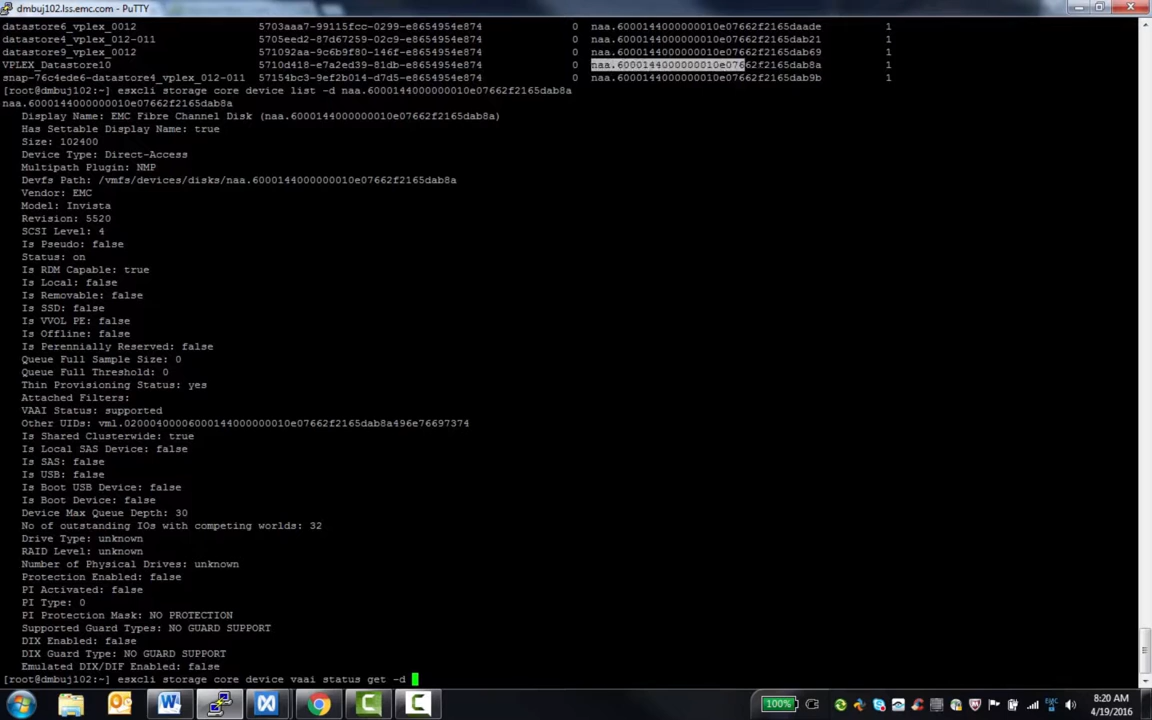 dmbuj102.lss.emc.com - PuTTY
datastore6_vplex_0012 5703aaa7-99115fcc-0299-e8654954e874 0 naa.6000144000000010e07662f2165daade 1
datastore4_vplex_012-011 5705eed2-87d67259-02c9-e8654954e874 0 naa.6000144000000010e07662f2165dab21 1
datastore9_vplex_0012 571092aa-9c6b9f80-146f-e8654954e874 0 naa.6000144000000010e07662f2165dab69 1
VPLEX_Datastore10 5710d418-e7a2ed39-81db-e8654954e874 0 naa.6000144000000010e07662f2165dab8a 1
snap-76c4ede6-datastore4_vplex_012-011 57154bc3-9ef2b014-d7d5-e8654954e874 0 naa.6000144000000010e07662f2165dab9b 1
[root@dmbuj102:~] esxcli storage core device list -d naa.6000144000000010e07662f2165dab8a
naa.6000144000000010e07662f2165dab8a
Display Name: EMC Fibre Channel Disk (naa.6000144000000010e07662f2165dab8a)
Has Settable Display Name: true
Size: 102400
Device Type: Direct-Access
Multipath Plugin: NMP
Devfs Path: /vmfs/devices/disks/naa.6000144000000010e07662f2165dab8a
Vendor: EMC
Model: Invista
Revision: 5520
SCSI Level: 4
Is Pseudo: false
Status: on
Is RDM Capable: true
Is Local: false
Is Removable: false
Is SSD: false
Is VVOL PE: false
Is Offline: false
Is Perennially Reserved: false
Queue Full Sample Size: 0
Queue Full Threshold: 0
Thin Provisioning Status: yes
Attached Filters:
VAAI Status: supported
Other UIDs: vml.02000400006000144000000010e07662f2165dab8a496e76697374
Is Shared Clusterwide: true
Is Local SAS Device: false
Is SAS: false
Is USB: false
Is Boot USB Device: false
Is Boot Device: false
Device Max Queue Depth: 30
No of outstanding IOs with competing worlds: 32
Drive Type: unknown
RAID Level: unknown
Number of Physical Drives: unknown
Protection Enabled: false
PI Activated: false
PI Type: 0
PI Protection Mask: NO PROTECTION
Supported Guard Types: NO GUARD SUPPORT
DIX Enabled: false
DIX Guard Type: NO GUARD SUPPORT
Emulated DIX/DIF Enabled: false
[root@dmbuj102:~] esxcli storage core device vaai status get -d
100%
EMC
8:20 AM
4/19/2016